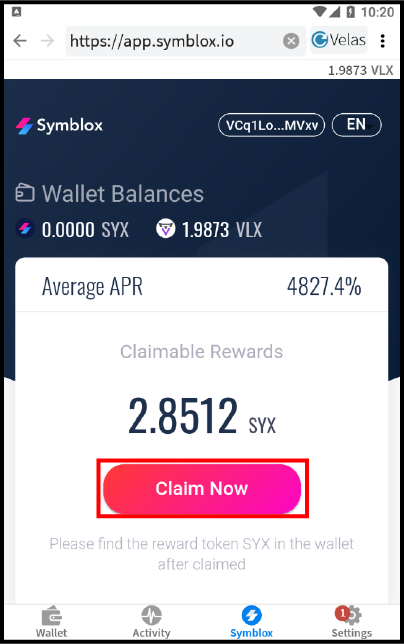 10:20
https://app.symblox.io
Velas
1.9873 VLX
Symblox
VCq1Lo...MVxv
EN
Wallet Balances
0.0000 SYX
1.9873 VLX
Average APR
4827.4%
Claimable Rewards
2.8512 SYX
Claim Now
Please find the reward token SYX in the wallet
after claimed
Wallet
Activity
Symblox
1
Settings